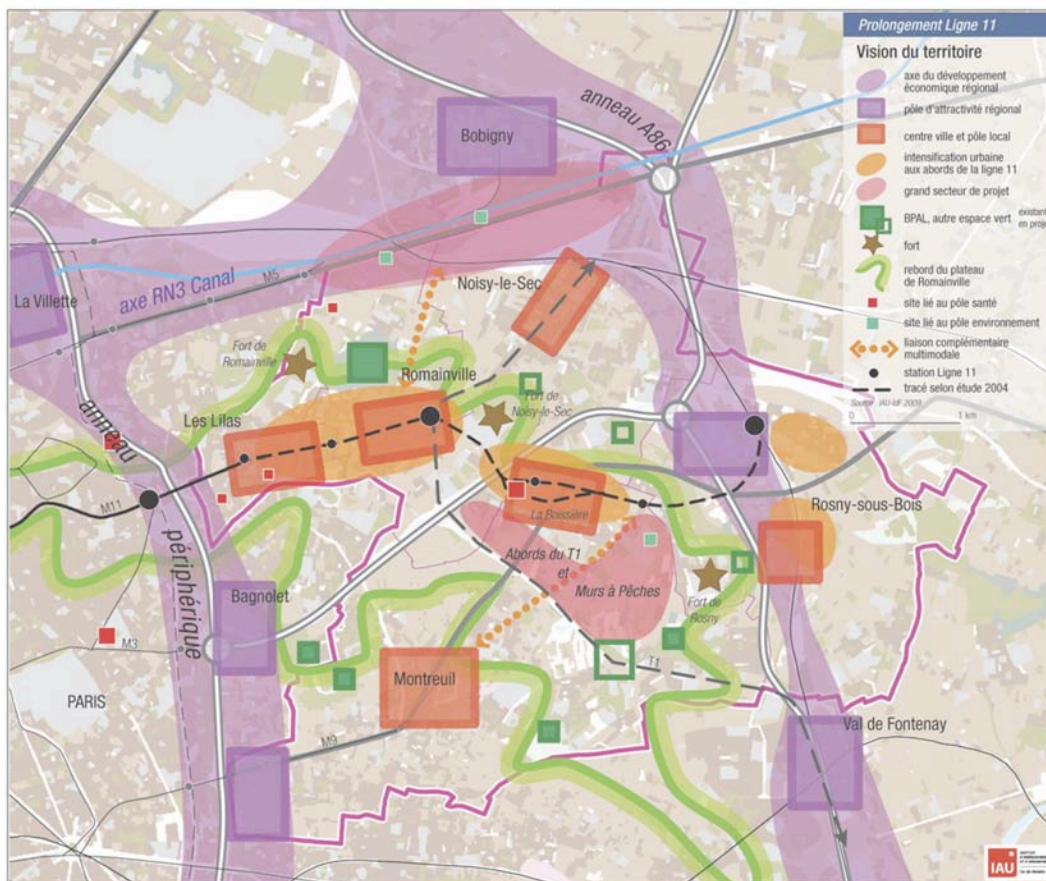 Prolongement Ligne 11
Vision du territoire
axe du développement
économique régional
pôle d'attractivité régional
centre ville et pôle local
intensification urbaine
aux abords de la ligne 11
grand secteur de projet
BPAL, autre espace vert
existant
en projet
fort
rebord du plateau
de Romainville
site lié au pôle santé
site lié au pôle environnement
liaison complémentaire
multimodale
station Ligne 11
tracé selon étude 2004
Source : IAU-IdF 2009
0 1 km
anneau A86
Bobigny
La Villette
axe RN3 Canal
M5
Noisy-le-Sec
Fort de
Romainville
Romainville
Fort de
Noisy-le-Sec
Les Lilas
anneau
M11
La Boissière
Rosny-sous-Bois
Abords du T1
et
Murs à Pêches
périphérique
Bagnolet
Fort de
Rosny
M3
T1
Montreuil
PARIS
Val de Fontenay
M9
IAU